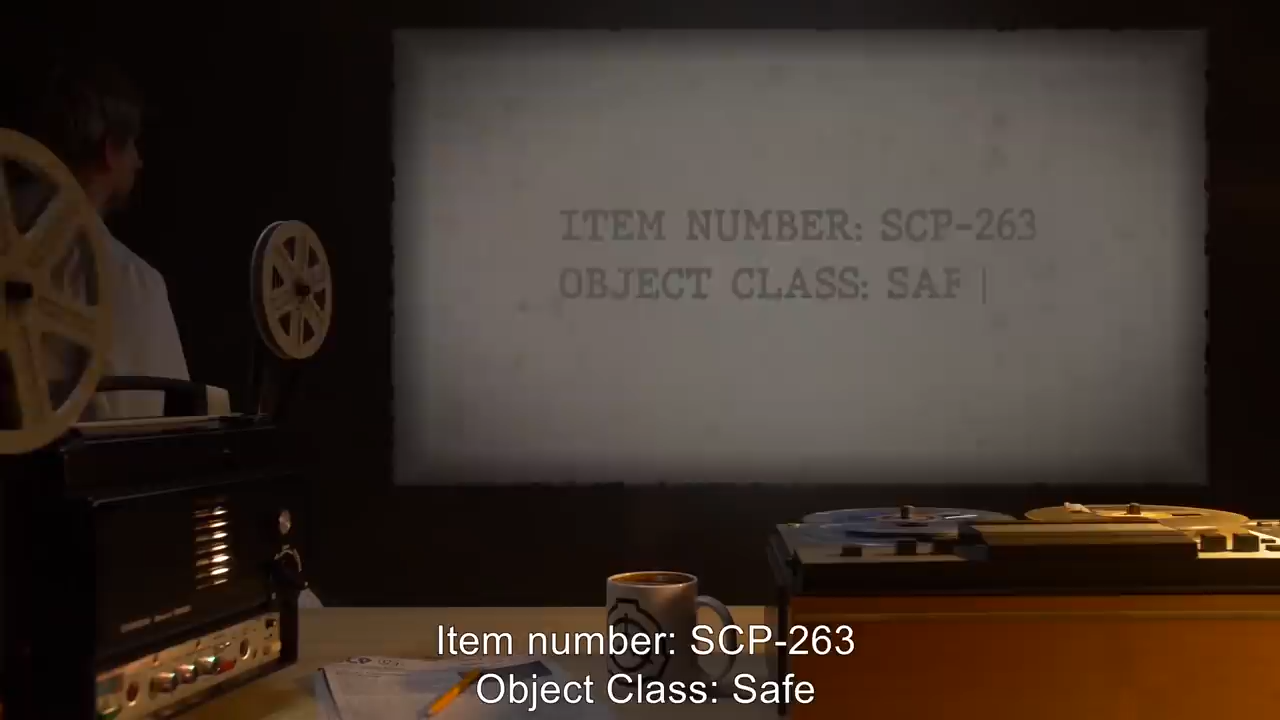 ITEM NUMBER: SCP-263
OBJECT CLASS: SAF
Item number: SCP-263
Object Class: Safe